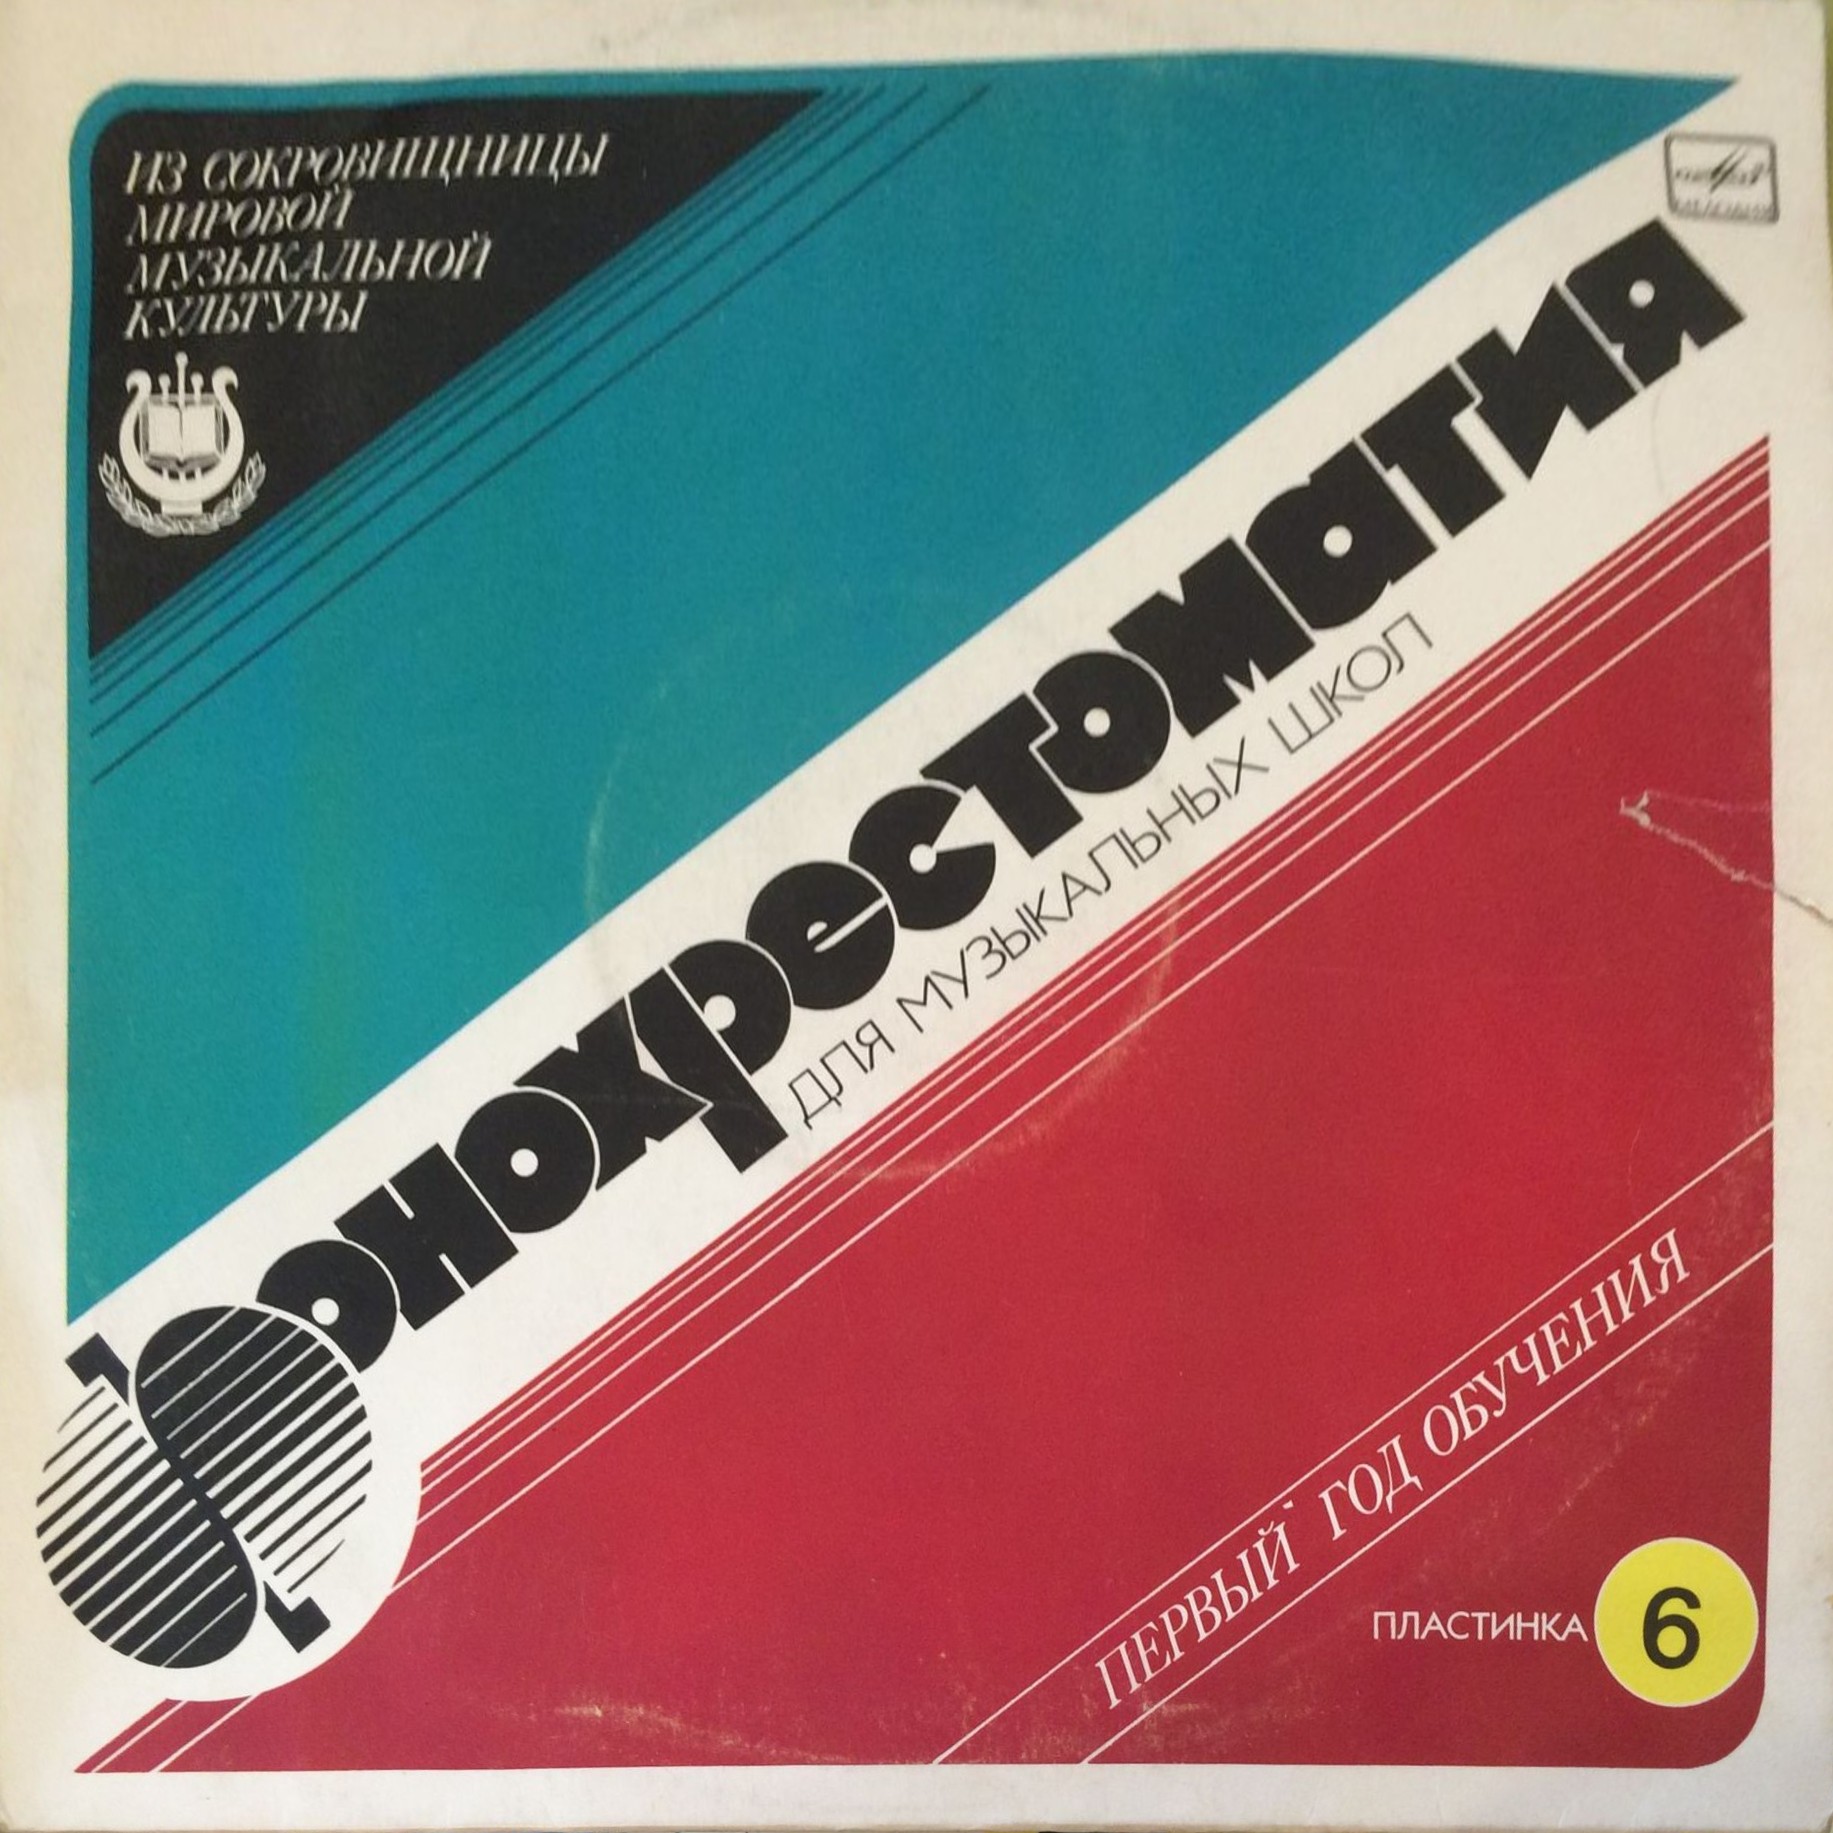 ИЗ СОКРОВИЩНИЦЫ
МИРОВОЙ
МУЗЫКАЛЬНОЙ
КУЛЬТУРЫ
Фонохрестоматия
ДЛЯ МУЗЫКАЛЬНЫХ ШКОЛ
ПЕРВЫЙ ГОД ОБУЧЕНИЯ
ПЛАСТИНКА 6